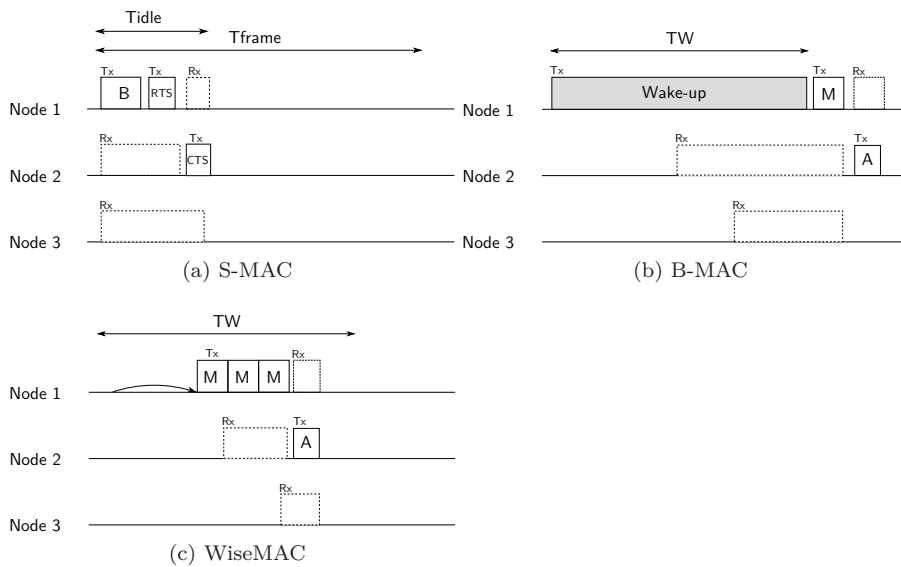 Tidle
Tframe
Tx Tx Rx
Node 1 B RTS
Rx Tx
Node 2 CTS
Rx
Node 3
(a) S-MAC
TW
Tx Tx Rx
Node 1 Wake-up M
Rx Tx
Node 2 A
Rx
Node 3
(b) B-MAC
TW
Tx Rx
Node 1 M M M
Rx Tx
Node 2 A
Rx
Node 3
(c) WiseMAC